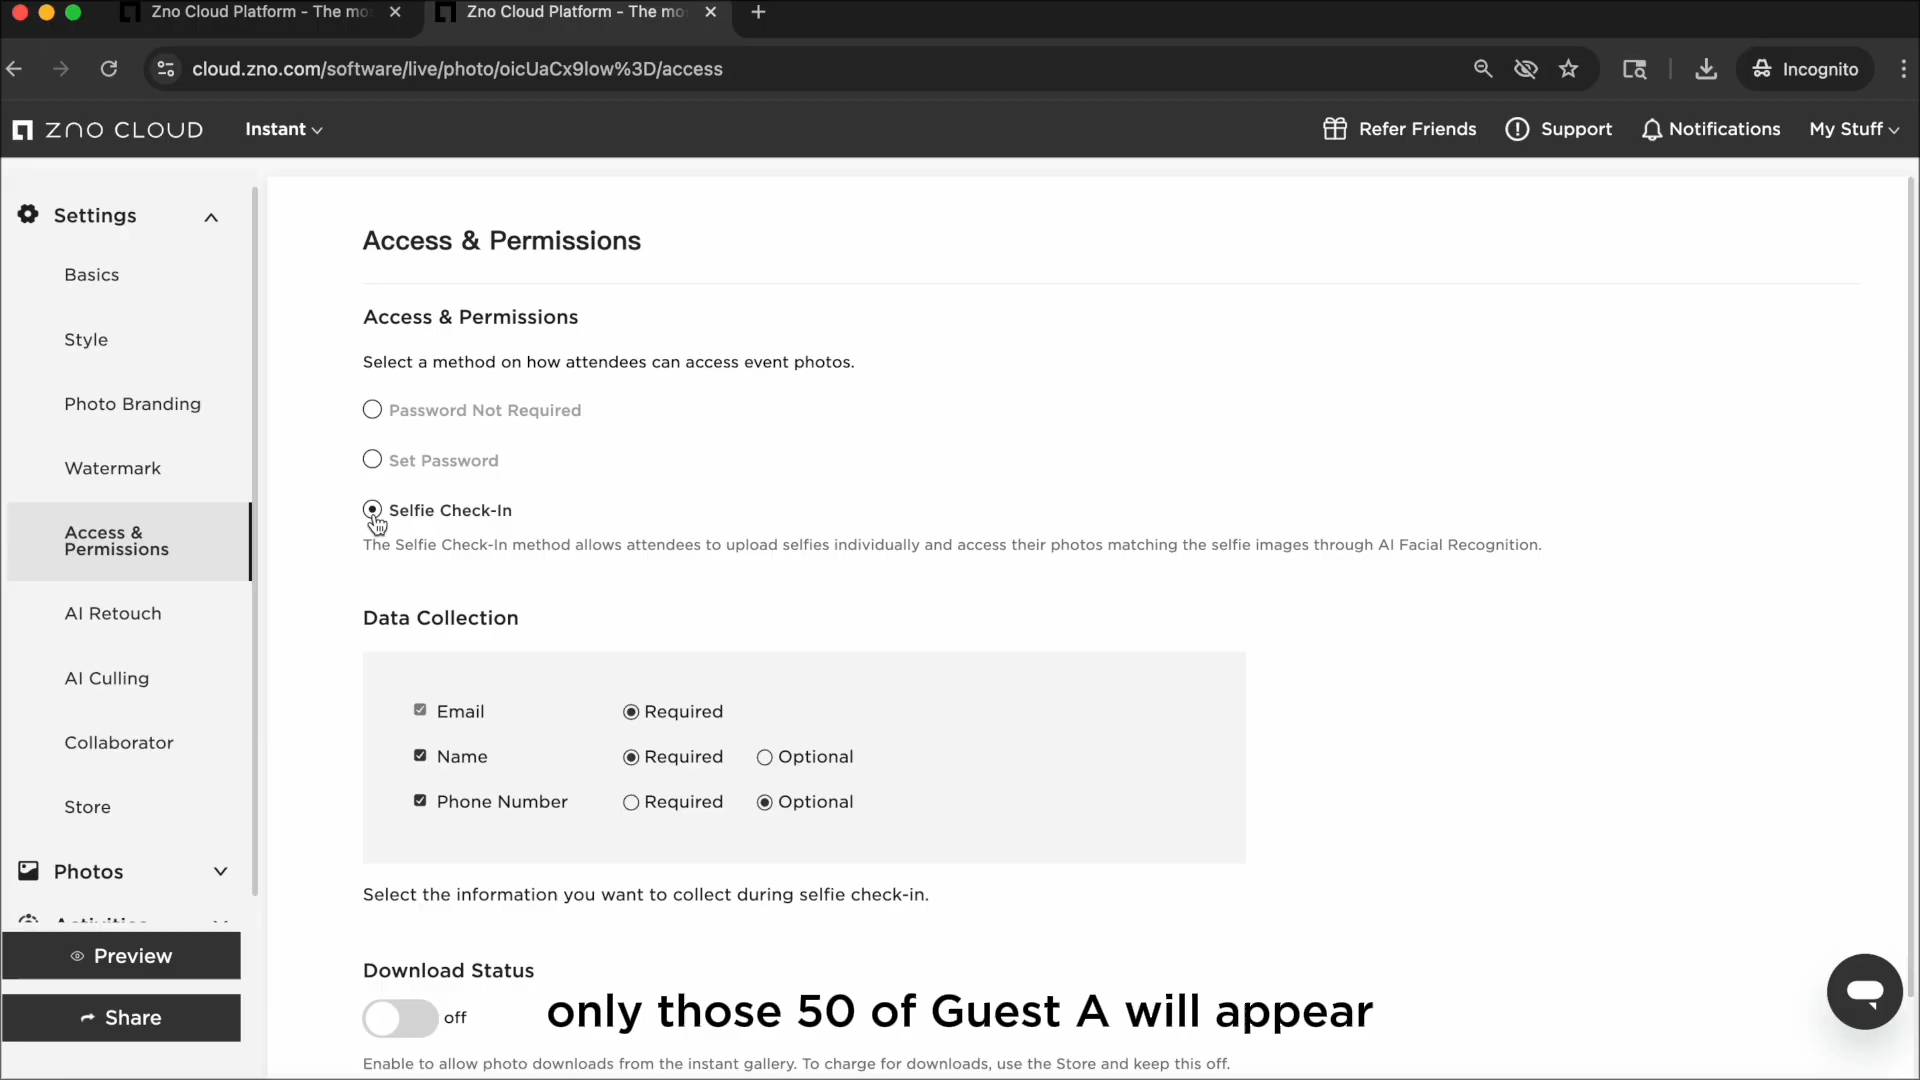 Zno Cloud Platform - The mo
Zno Cloud Platform - The mo
cloud.zno.com/software/live/photo/oicUaCx9low%3D/access
Incognito
ZNO CLOUD
Instant
Refer Friends
Support
Notifications
My Stuff
Settings
Basics
Style
Photo Branding
Watermark
Access &
Permissions
AI Retouch
AI Culling
Collaborator
Store
Photos
Activities
Preview
Share
Access & Permissions
Access & Permissions
Select a method on how attendees can access event photos.
Password Not Required
Set Password
Selfie Check-In
The Selfie Check-In method allows attendees to upload selfies individually and access their photos matching the selfie images through AI Facial Recognition.
Data Collection
Email Required
Name Required Optional
Phone Number Required Optional
Select the information you want to collect during selfie check-in.
Download Status
off
only those 50 of Guest A will appear
Enable to allow photo downloads from the instant gallery. To charge for downloads, use the Store and keep this off.